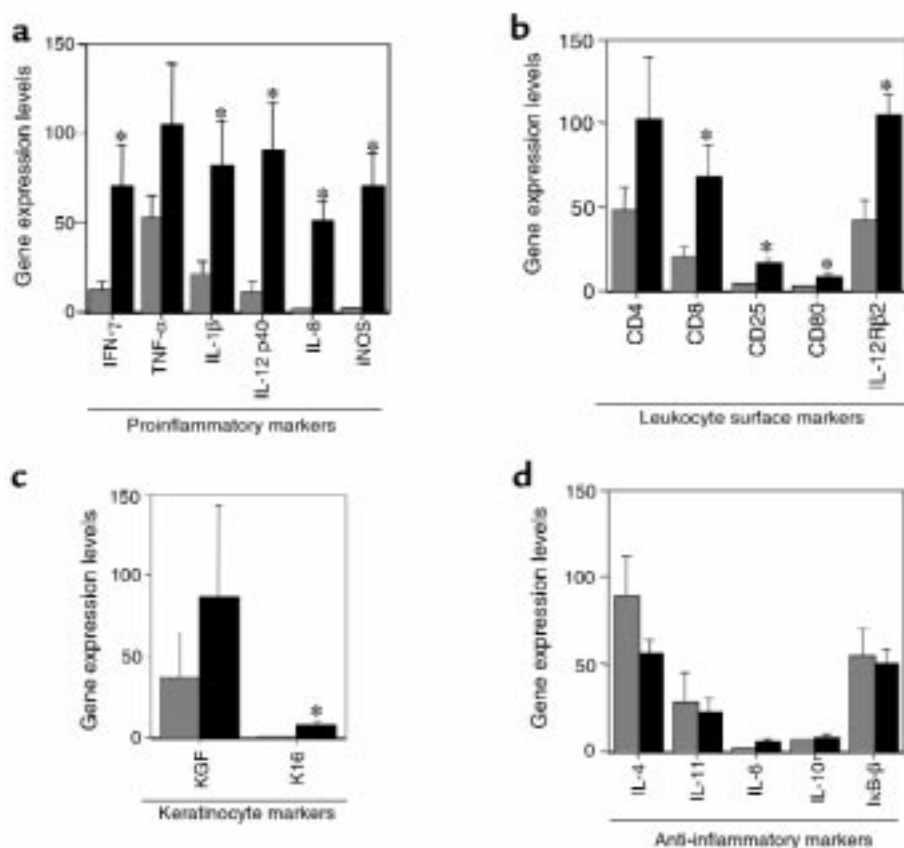 a
150
100
50
0
Gene expression levels
* * * * *
IFN-γ
TNF-α
IL-1β
IL-12 p40
IL-8
iNOS
Proinflammatory markers
b
150
100
50
0
Gene expression levels
* * * *
CD4
CD8
CD25
CD80
IL-12Rβ2
Leukocyte surface markers
c
150
100
50
0
Gene expression levels
*
KGF
K16
Keratinocyte markers
d
150
100
50
0
Gene expression levels
IL-4
IL-11
IL-6
IL-10
IκB-β
Anti-inflammatory markers